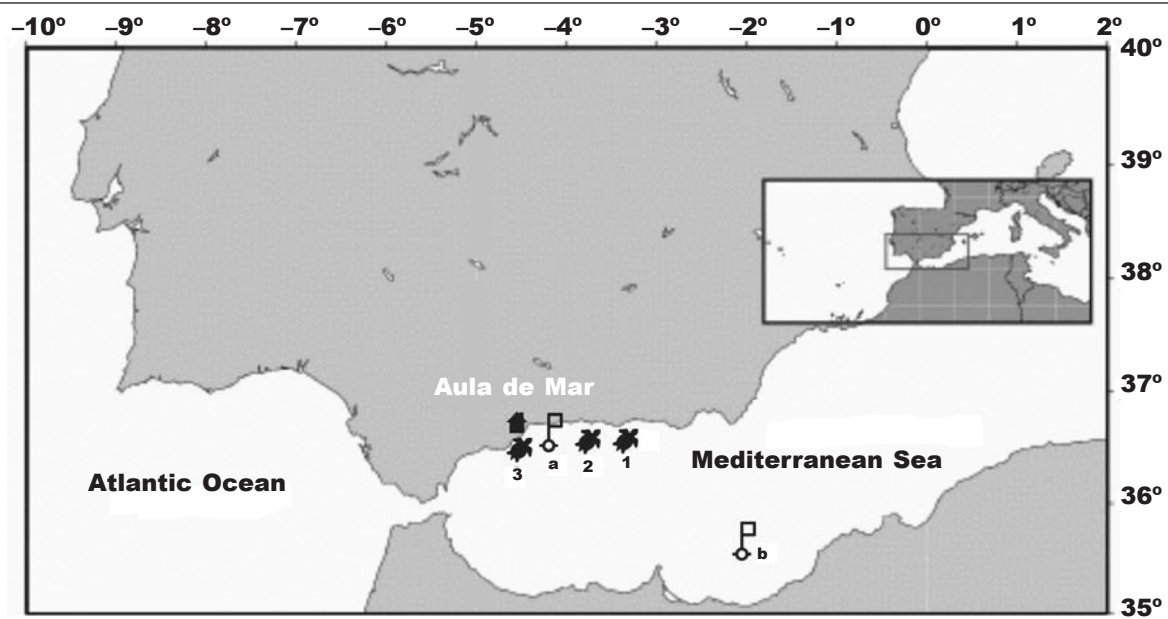 –10º –9º –8º –7º –6º –5º –4º –3º –2º –1º 0º 1º 2º
40º
39º
38º
37º
Aula de Mar
3 a 2 1
Mediterranean Sea
Atlantic Ocean
36º
b
35º